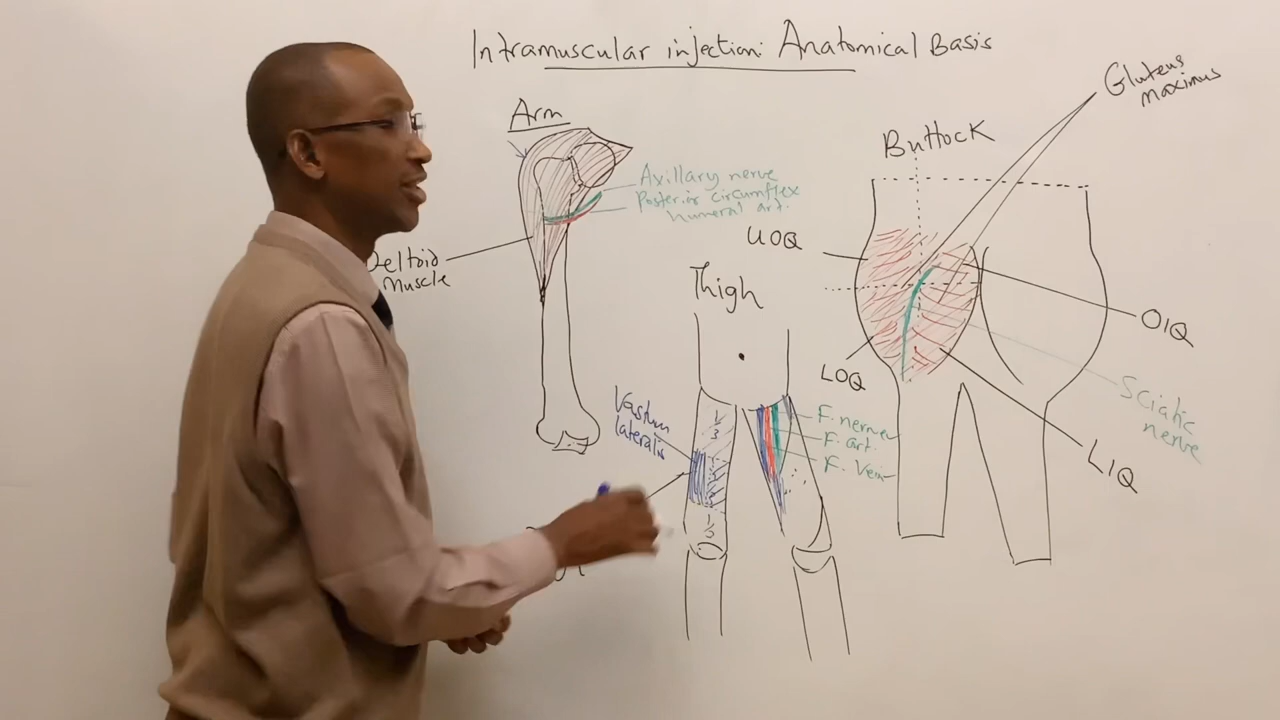 Intramuscular injection: Anatomical Basis
Arm
Axillary nerve
Posterior circumflex
humeral art.
Deltoid
Muscle
Thigh
Vastum
lateralis
1/3
1/3
F. nerve
F. art.
F. Vein
Buttock
Gluteus
maximus
UOQ
OIQ
LOQ
LIQ
Sciatic
nerve